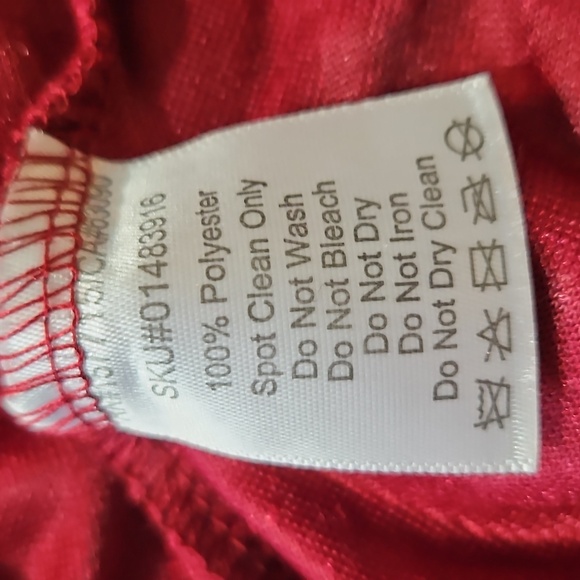 SKU#01483916
100% Polyester
Spot Clean Only
Do Not Wash
Do Not Bleach
Do Not Dry
Do Not Iron
Do Not Dry Clean